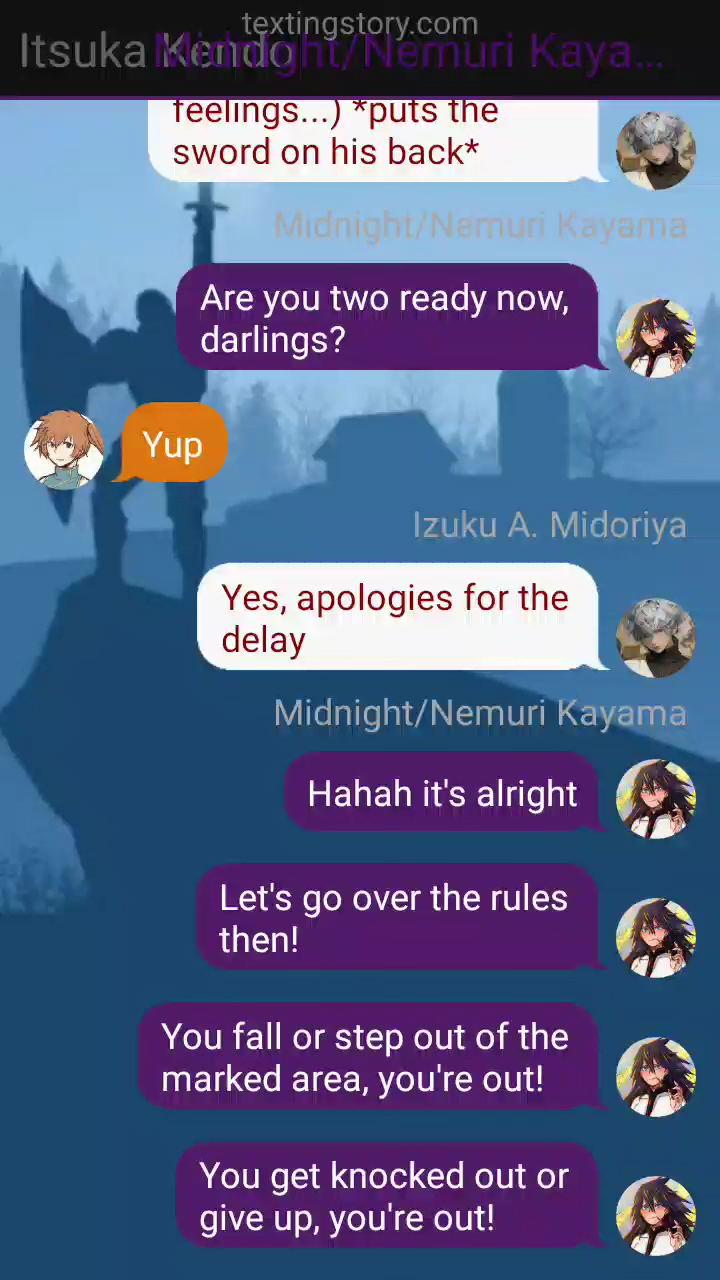 textingstory.com
Itsuka Kendo
Midnight/Nemuri Kaya...
feelings...) *puts the
sword on his back*
Midnight/Nemuri Kayama
Are you two ready now,
darlings?
Yup
Izuku A. Midoriya
Yes, apologies for the
delay
Midnight/Nemuri Kayama
Hahah it's alright
Let's go over the rules
then!
You fall or step out of the
marked area, you're out!
You get knocked out or
give up, you're out!